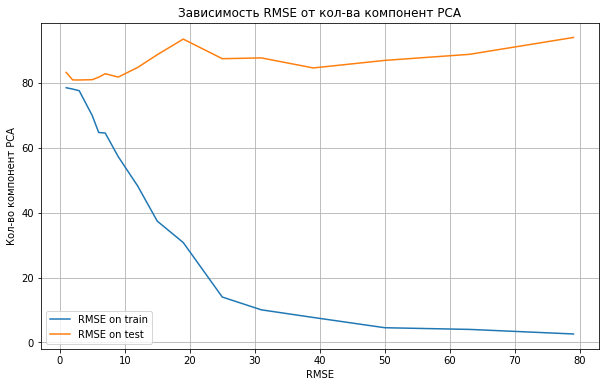 Зависимость RMSE от кол-ва компонент PCA
Кол-во компонент PCA
80
60
40
20
0
RMSE on train
RMSE on test
0 10 20 30 40 50 60 70 80
RMSE